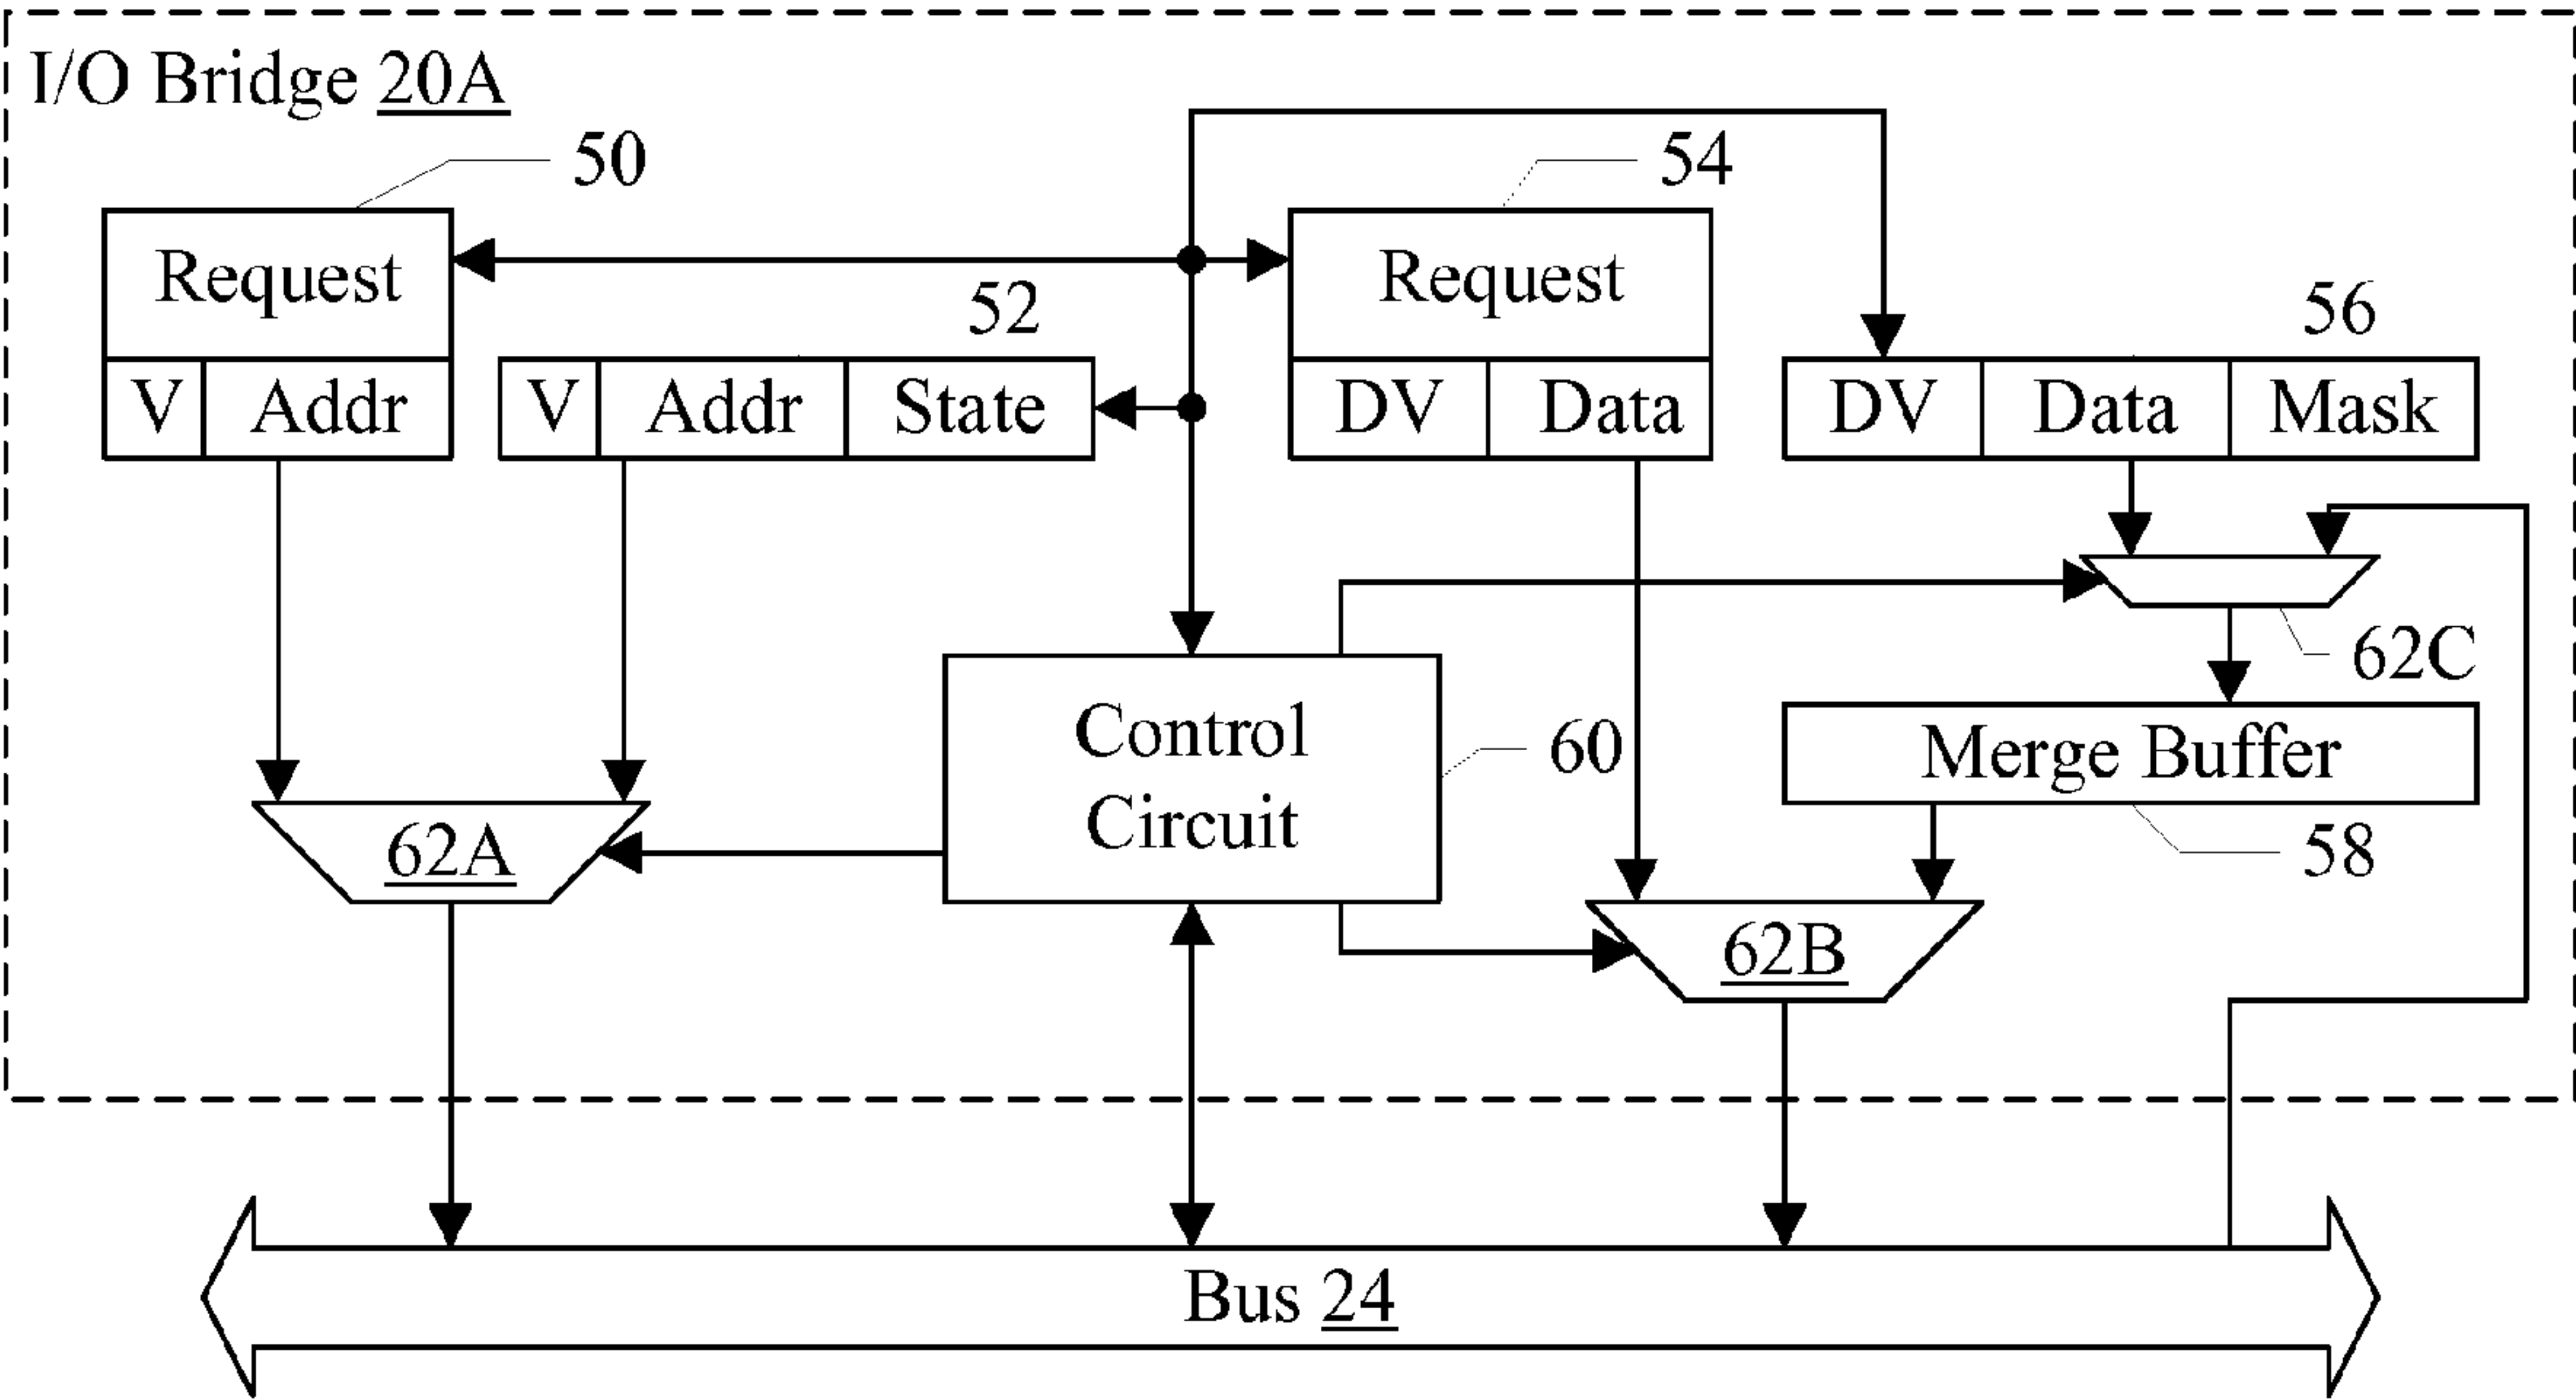 I/O Bridge 20A
50
54
Request
52
Request
56
V Addr
V Addr State
DV Data
DV Data Mask
62C
Control
Circuit
60
Merge Buffer
62A
58
62B
Bus 24